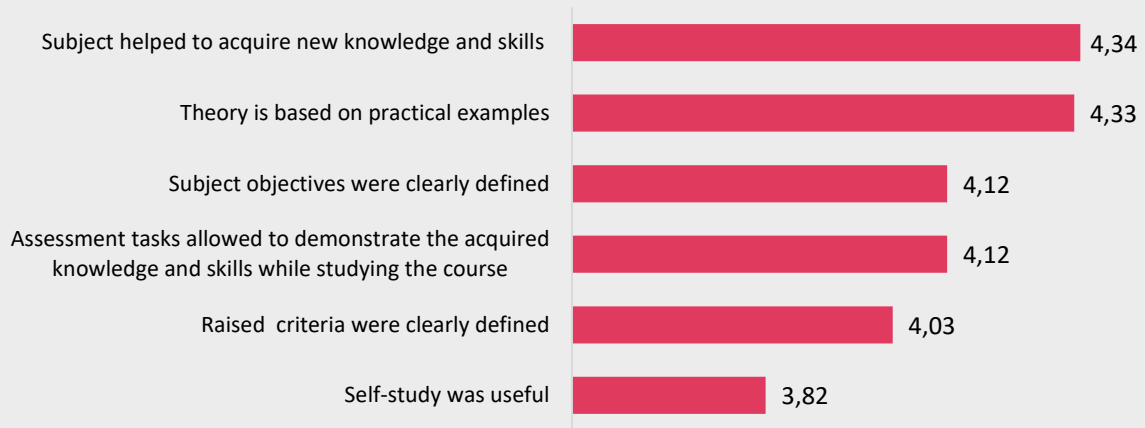 Subject helped to acquire new knowledge and skills 4,34
Theory is based on practical examples 4,33
Subject objectives were clearly defined 4,12
Assessment tasks allowed to demonstrate the acquired
knowledge and skills while studying the course 4,12
Raised criteria were clearly defined 4,03
Self-study was useful 3,82